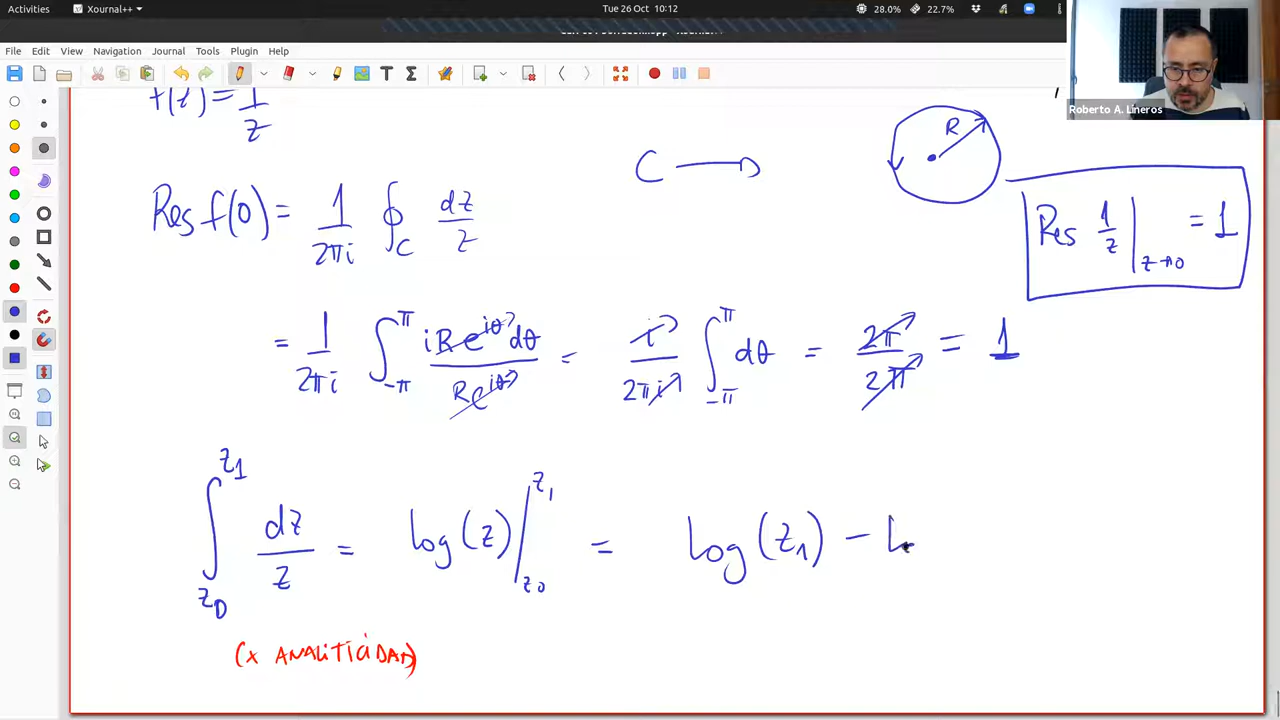 Activities
Xournal++
Tue 26 Oct 10:12
28.0%
22.7%
File Edit View Navigation Journal Tools Plugin Help
Roberto A. Lineros
f(z) = 1/z
C → R
Res f(0) = 1/2πi ∮_C dz/z
Res 1/z |_{z→0} = 1
= 1/2πi ∫_{-π}^{π} iRe^{iθ}dθ / Re^{iθ} = i/2πi ∫_{-π}^{π} dθ = 2π/2π = 1
∫_{z0}^{z1} dz/z = log(z) |_{z0}^{z1} = log(z1) − l
(x ANALITICIDAD)